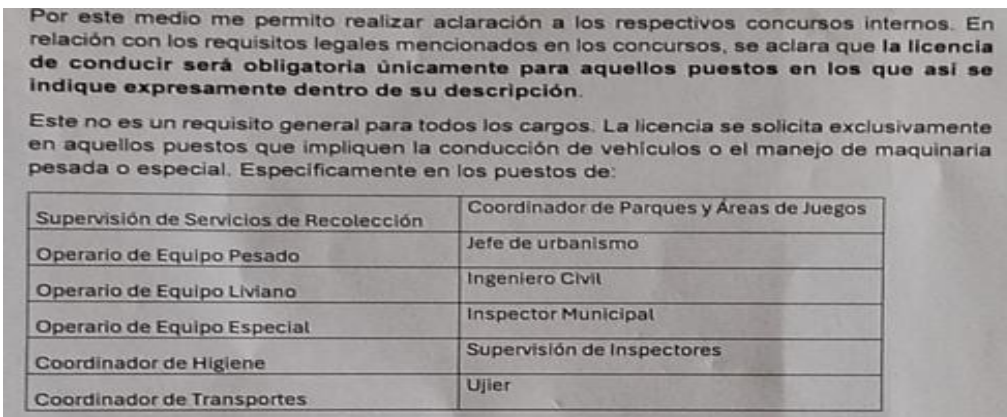 Por este medio me permito realizar aclaración a los respectivos concursos internos. En
relación con los requisitos legales mencionados en los concursos, se aclara que la licencia
de conducir será obligatoria únicamente para aquellos puestos en los que así se
indique expresamente dentro de su descripción.
Este no es un requisito general para todos los cargos. La licencia se solicita exclusivamente
en aquellos puestos que impliquen la conducción de vehículos o el manejo de maquinaria
pesada o especial. Específicamente en los puestos de:
Supervisión de Servicios de Recolección Coordinador de Parques y Áreas de Juegos
Operario de Equipo Pesado Jefe de urbanismo
Operario de Equipo Liviano Ingeniero Civil
Operario de Equipo Especial Inspector Municipal
Coordinador de Higiene Supervisión de Inspectores
Coordinador de Transportes Ujier